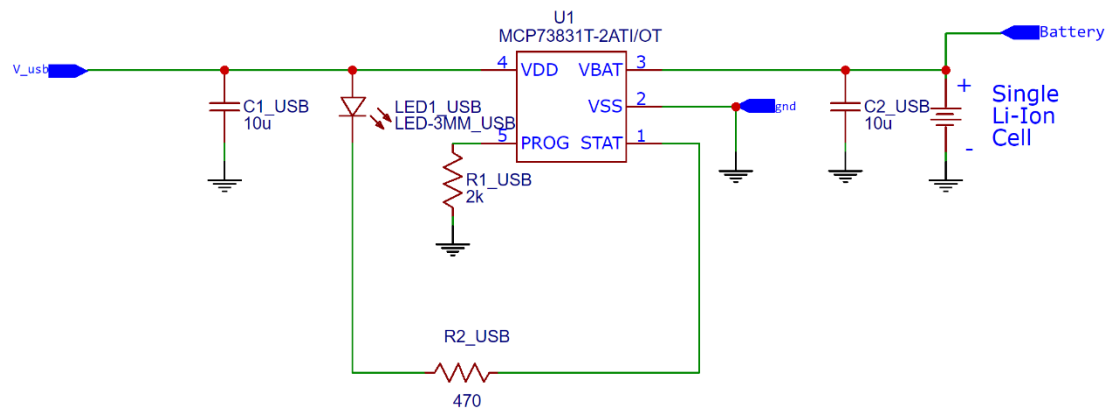 U1
MCP73831T-2ATI/OT
V_usb
4
VDD
VBAT
3
Battery
C1_USB
10u
LED1_USB
LED-3MM_USB
VSS
2
gnd
C2_USB
10u
+
Single
Li-Ion
Cell
-
5
PROG
STAT
1
R1_USB
2k
R2_USB
470